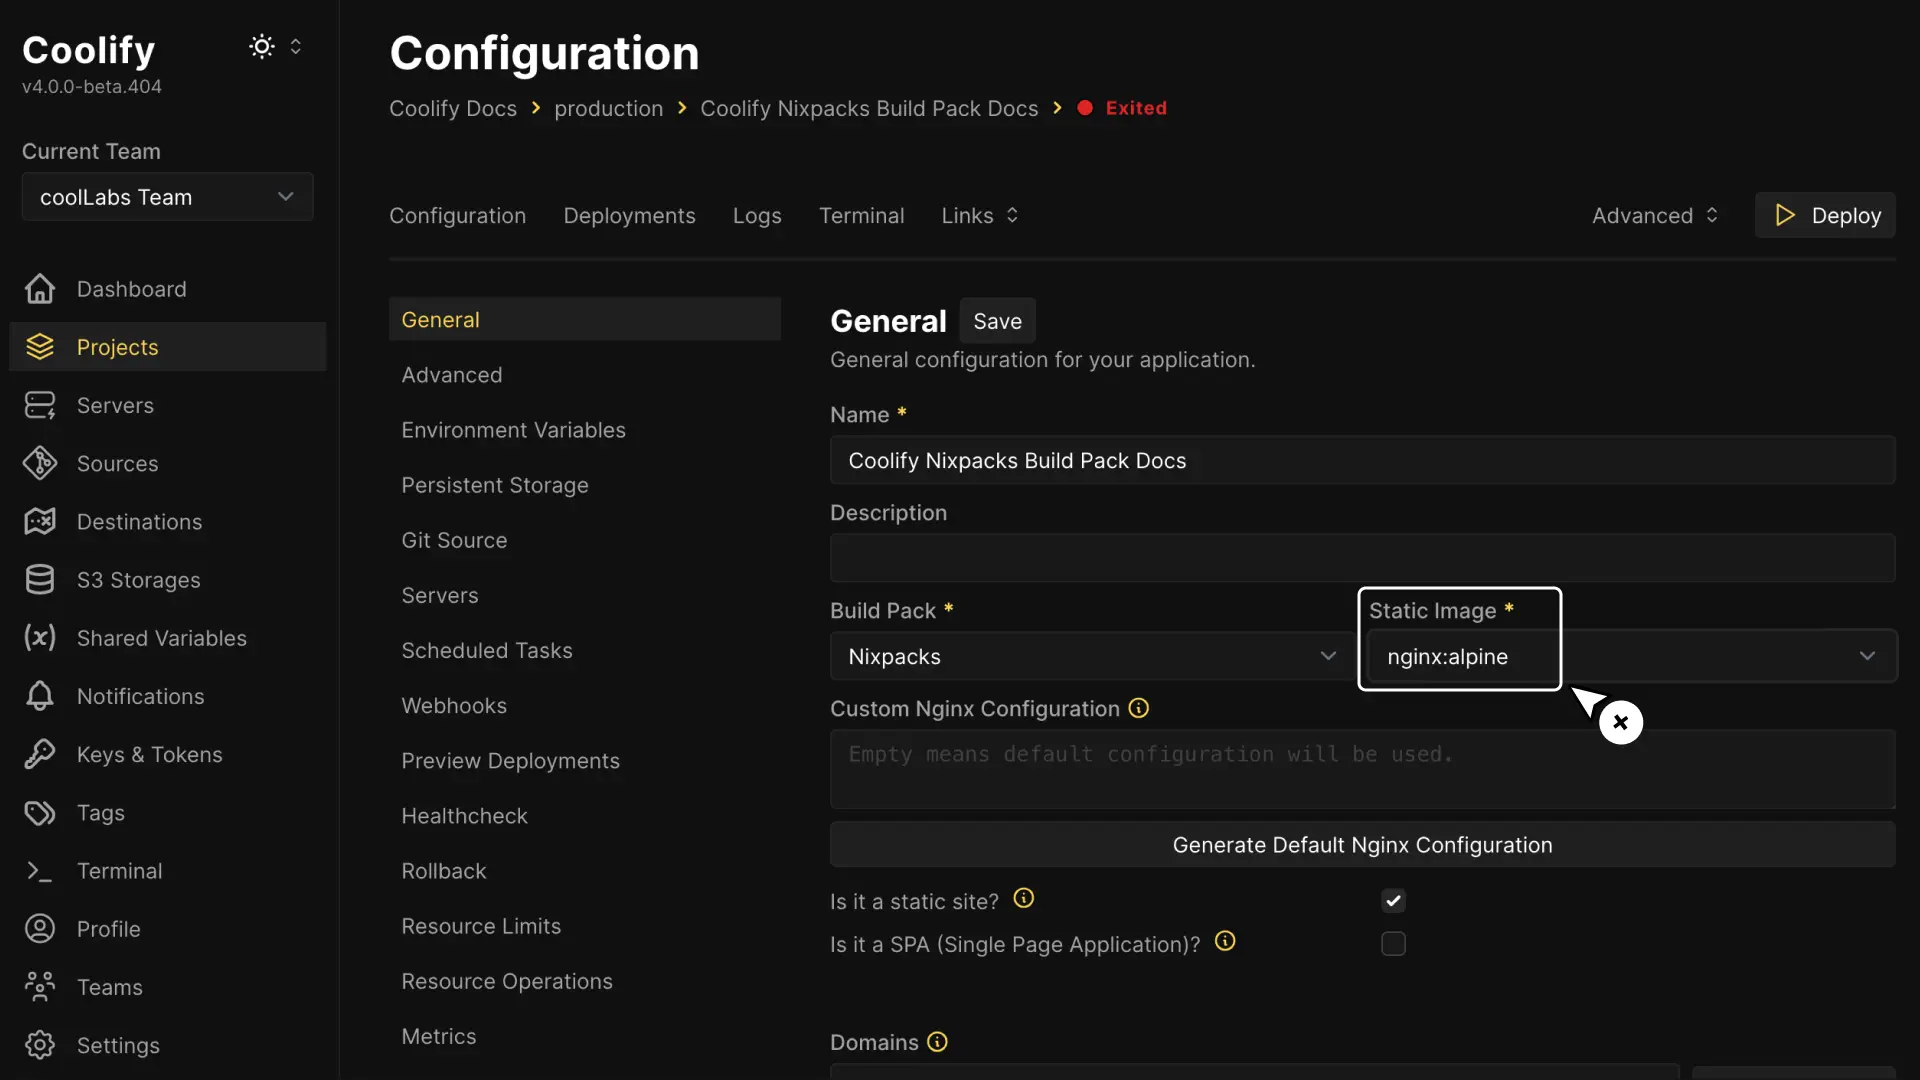 Coolify
v4.0.0-beta.404
Current Team
coolLabs Team
Dashboard
Projects
Servers
Sources
Destinations
S3 Storages
Shared Variables
Notifications
Keys & Tokens
Tags
Terminal
Profile
Teams
Settings
Configuration
Coolify Docs > production > Coolify Nixpacks Build Pack Docs > Exited
Configuration Deployments Logs Terminal Links Advanced Deploy
General
Advanced
Environment Variables
Persistent Storage
Git Source
Servers
Scheduled Tasks
Webhooks
Preview Deployments
Healthcheck
Rollback
Resource Limits
Resource Operations
Metrics
General Save
General configuration for your application.
Name *
Coolify Nixpacks Build Pack Docs
Description
Build Pack * Static Image *
Nixpacks nginx:alpine
Custom Nginx Configuration
Empty means default configuration will be used.
Generate Default Nginx Configuration
Is it a static site?
Is it a SPA (Single Page Application)?
Domains